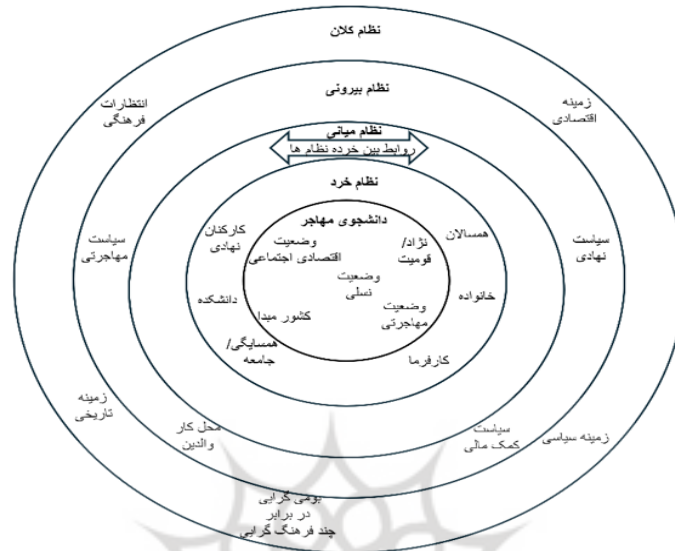 نظام کلان
انتظارات
فرهنگی
زمینه
اقتصادی
نظام بیرونی
نظام میانی
روابط بین خرده نظام ها
نظام خرد
دانشجوی مهاجر
کارکنان
نهادی
وضعیت
اقتصادی اجتماعی
نژاد/
قومیت
همسالان
سیاست
مهاجرتی
سیاست
نهادی
وضعیت
نسلی
دانشکده
خانواده
کشور مبدا
وضعیت
مهاجرتی
همسایگی/
جامعه
کارفرما
زمینه
تاریخی
محل کار
والدین
سیاست
کمک مالی
زمینه سیاسی
بومی گرایی
در برابر
چند فرهنگ گرایی